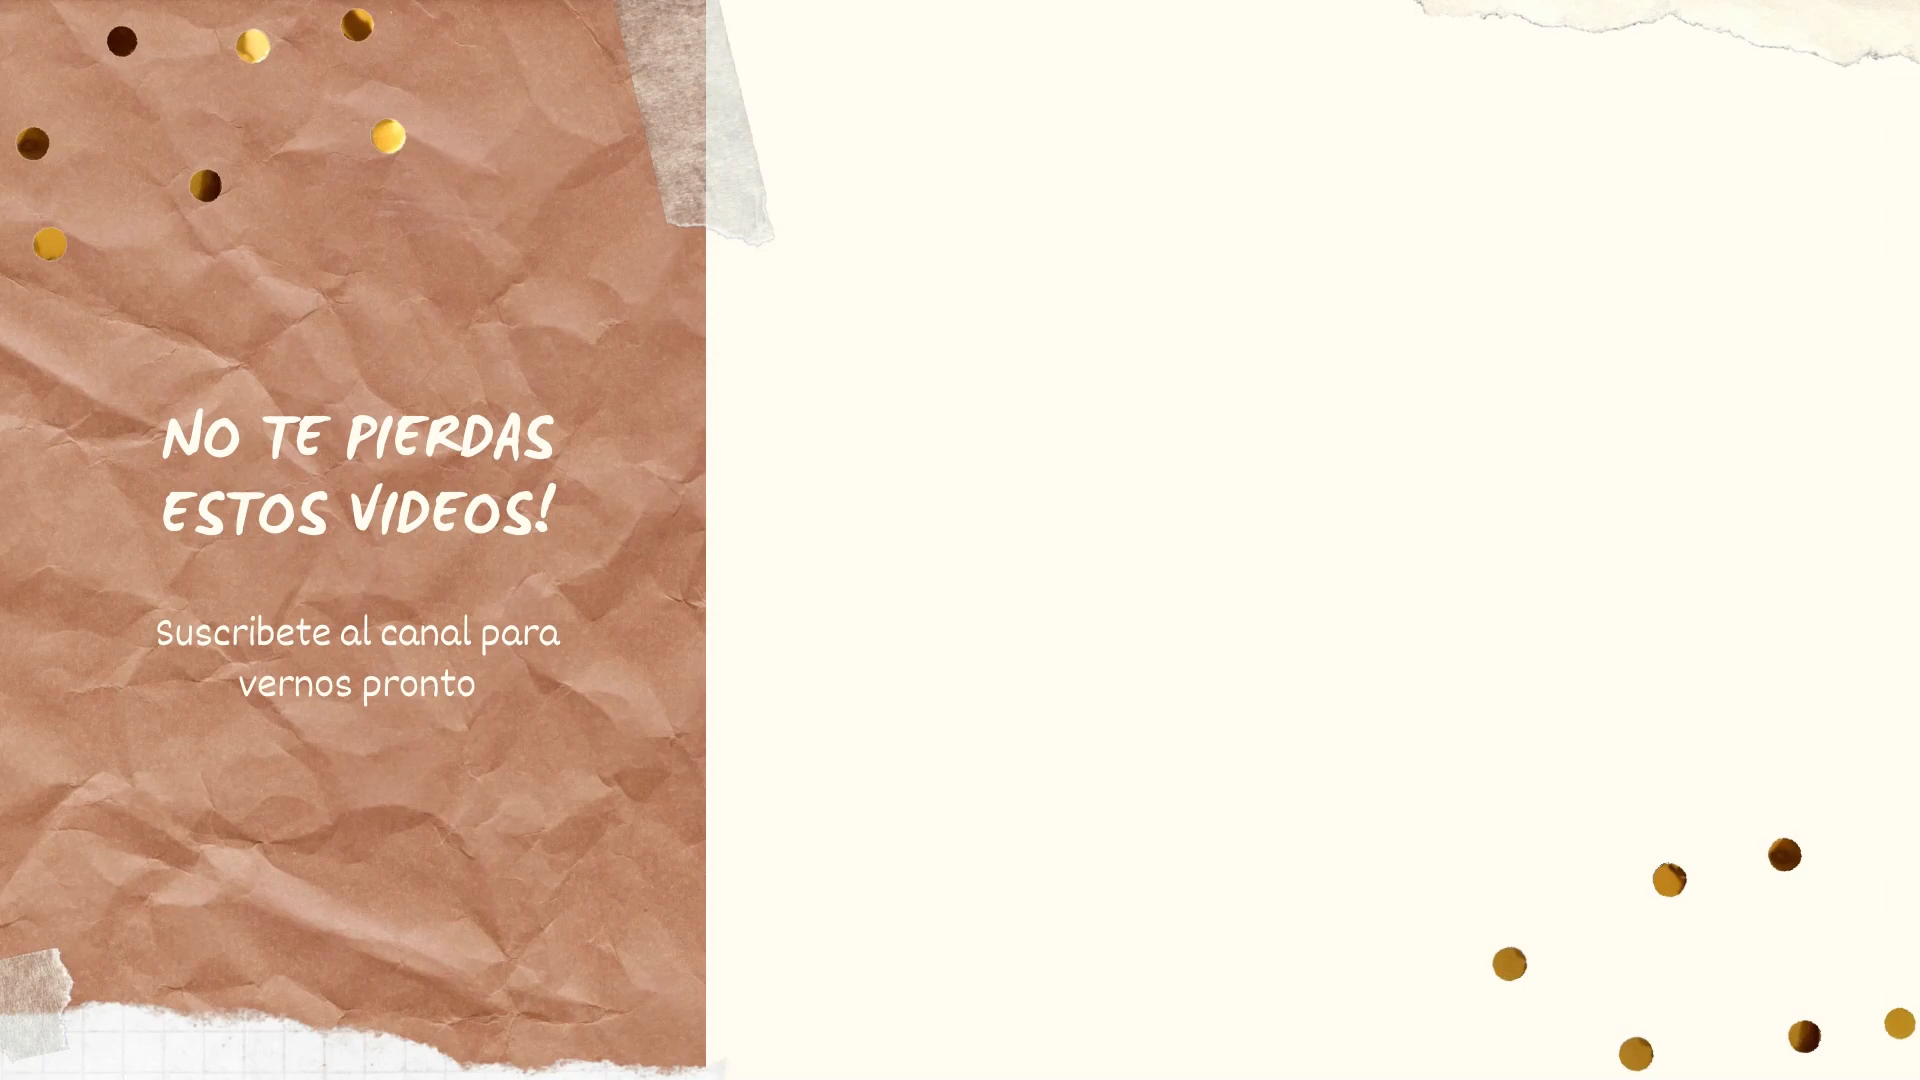 NO TE PIERDAS
ESTOS VIDEOS!
Suscribete al canal para
vernos pronto